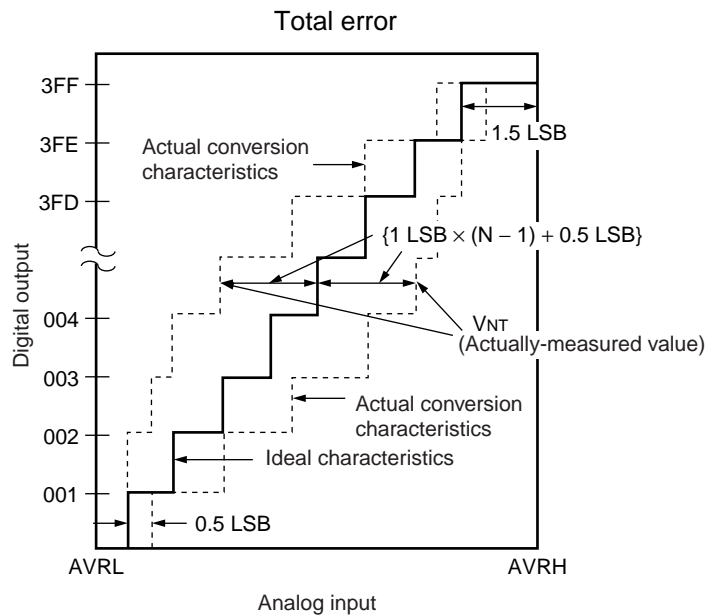 Total error
3FF
1.5 LSB
3FE
Actual conversion
characteristics
3FD
{1 LSB × (N − 1) + 0.5 LSB}
Digital output
004
VNT
(Actually-measured value)
003
Actual conversion
characteristics
002
Ideal characteristics
001
0.5 LSB
AVRL
AVRH
Analog input